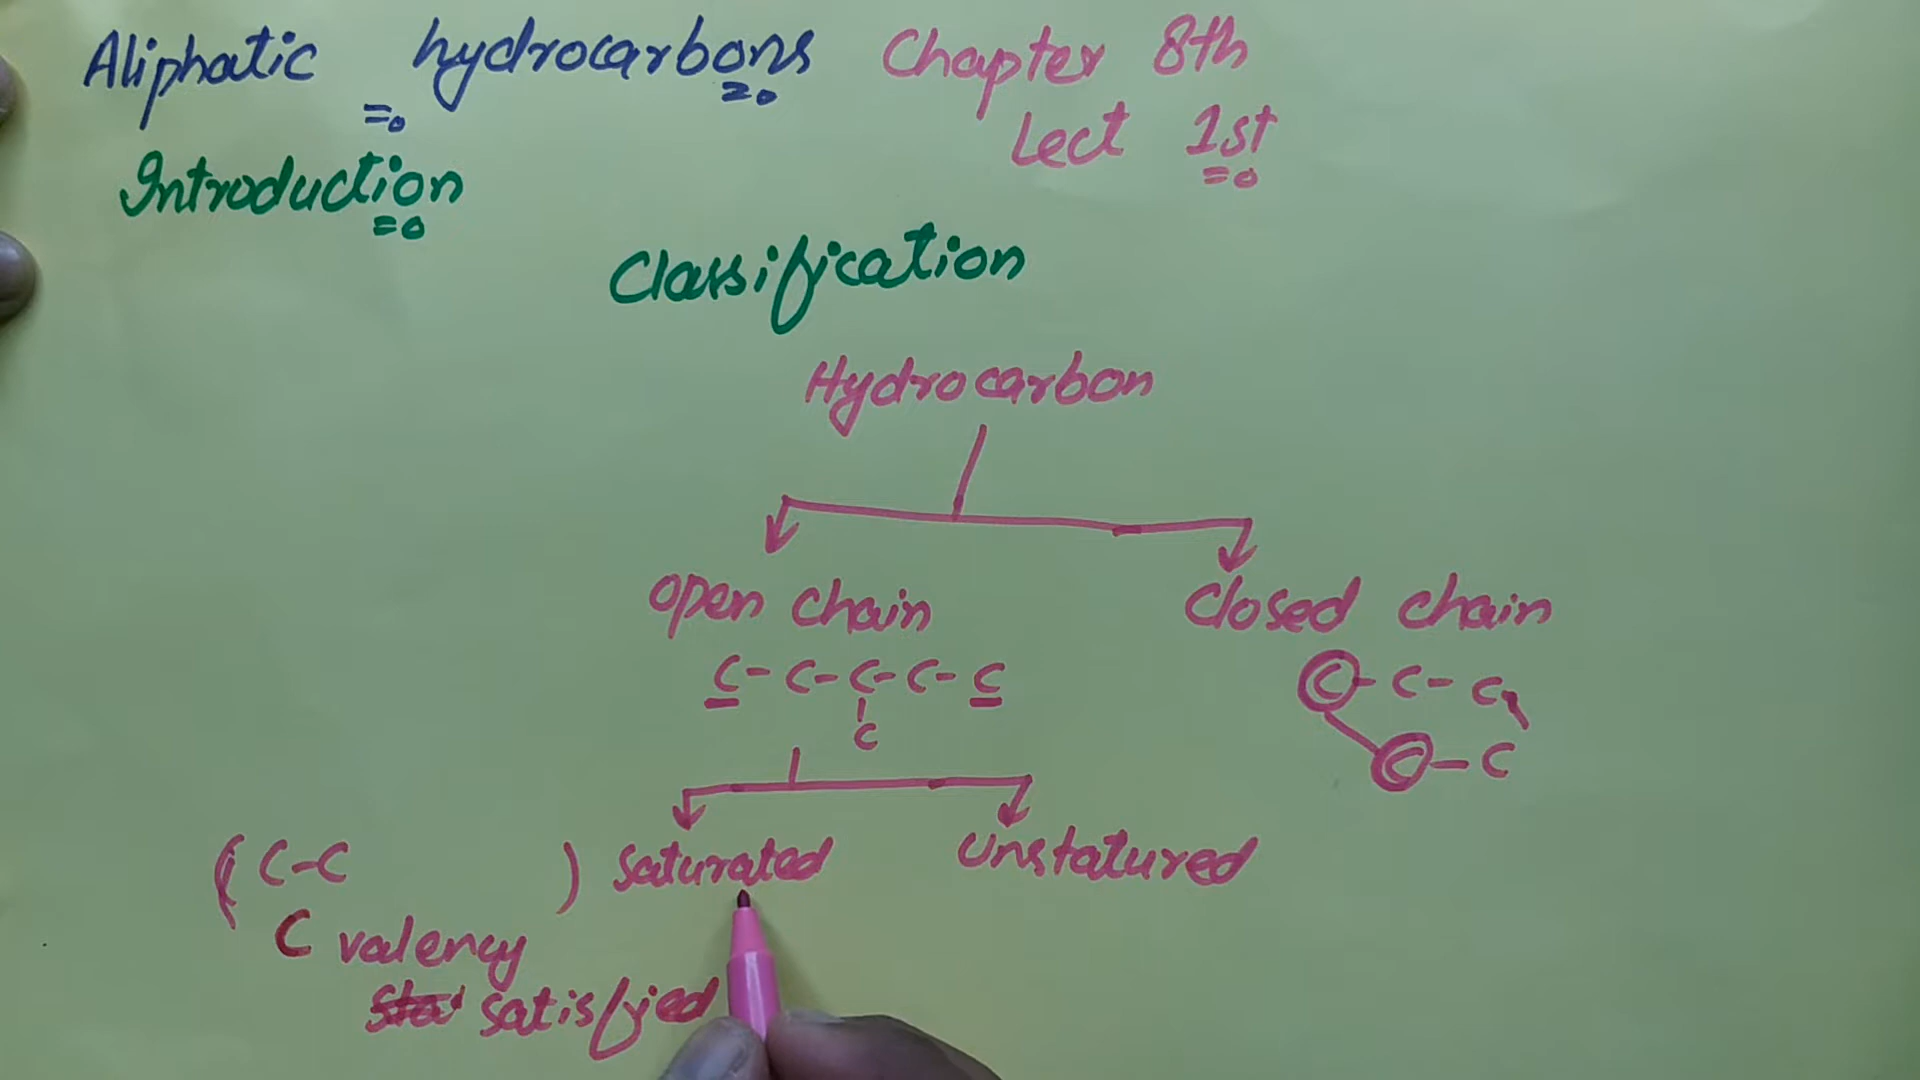 Aliphatic hydrocarbons Chapter 8th
Lect 1st
Introduction
Classification
Hydrocarbon
open chain closed chain
C-C-C-C-C
C
C-C-C
C-C
(C-C ) saturated Unstatured
C valency
satisfied